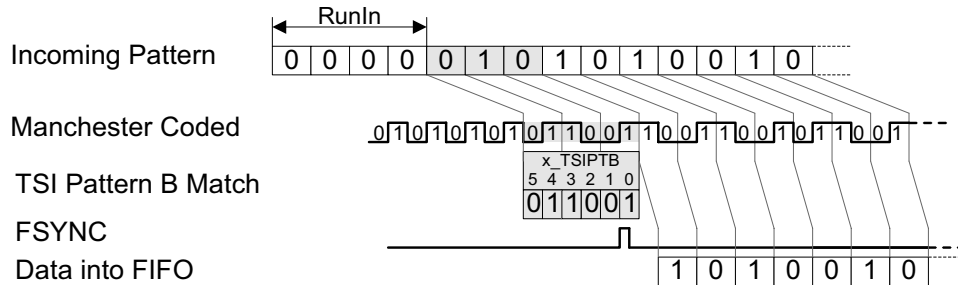 RunIn
Incoming Pattern 0 0 0 0 0 1 0 1 0 1 0 0 1 0
Manchester Coded 0 1 0 1 0 1 0 1 0 1 1 0 0 1 1 0 0 1 1 0 0 1 0 1 1 0 0 1
x_TSIPTB
TSI Pattern B Match 5 4 3 2 1 0
0 1 1 0 0 1
FSYNC
Data into FIFO 1 0 1 0 0 1 0